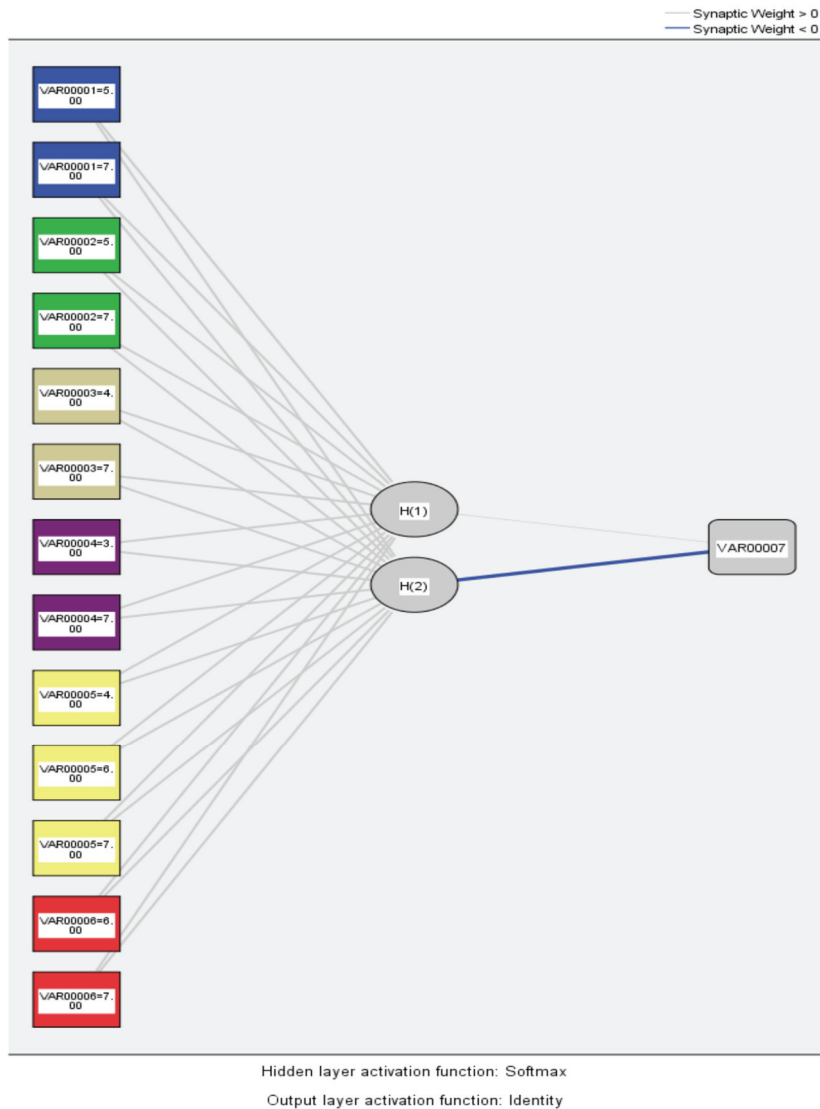 Synaptic Weight > 0
Synaptic Weight < 0
VAR00001=5.
00
VAR00001=7.
00
VAR00002=5.
00
VAR00002=7.
00
VAR00003=4.
00
VAR00003=7.
00
VAR00004=3.
00
VAR00004=7.
00
VAR00005=4.
00
VAR00005=6.
00
VAR00005=7.
00
VAR00006=6.
00
VAR00006=7.
00
H(1)
H(2)
VAR00007
Hidden layer activation function: Softmax
Output layer activation function: Identity